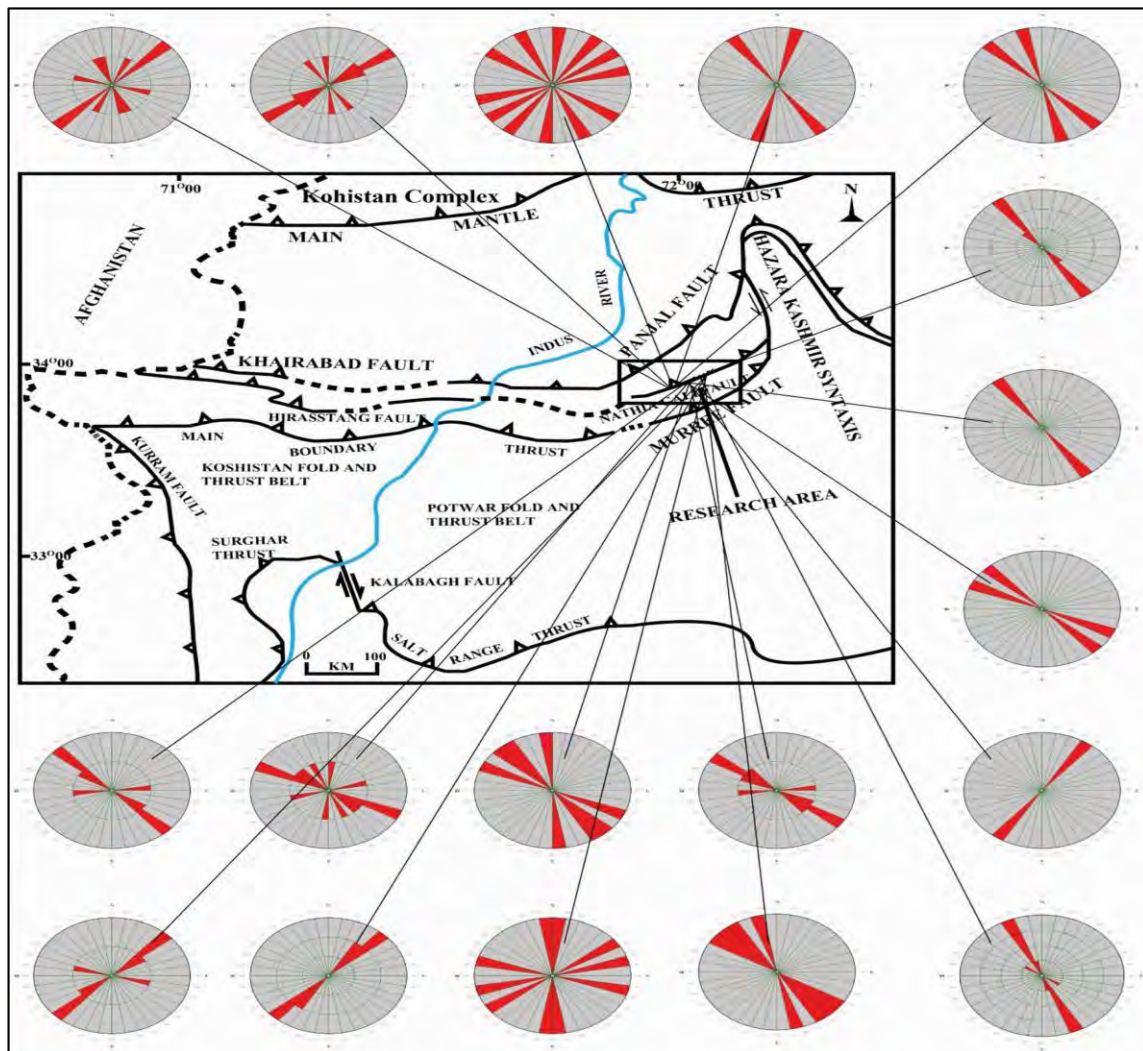 71°00
72°00
Kohistan Complex
THRUST
N
MANTLE
MAIN
AFGHANISTAN
HAZARA KASHMIR SYNTAXIS
RIVER
INDUS
PANJAL FAULT
34°00
KHAIRABAD FAULT
HIRASSTANG FAULT
MURREE FAULT
MAIN
BOUNDARY
THRUST
KURRAM FAULT
KOSHISTAN FOLD AND
THRUST BELT
POTWAR FOLD AND
THRUST BELT
RESEARCH AREA
SURGHAR
THRUST
33°00
KALABAGH FAULT
SALT
RANGE
THRUST
0
100
KM